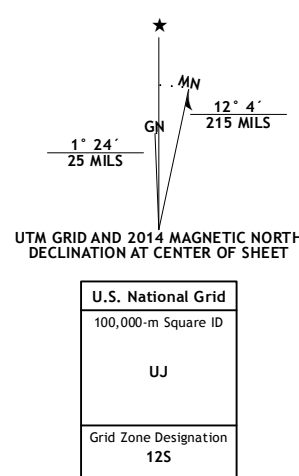 ★
MN
GN
12° 4´
215 MILS
1° 24´
25 MILS
UTM GRID AND 2014 MAGNETIC NORTH
DECLINATION AT CENTER OF SHEET
U.S. National Grid
100,000-m Square ID
UJ
Grid Zone Designation
12S